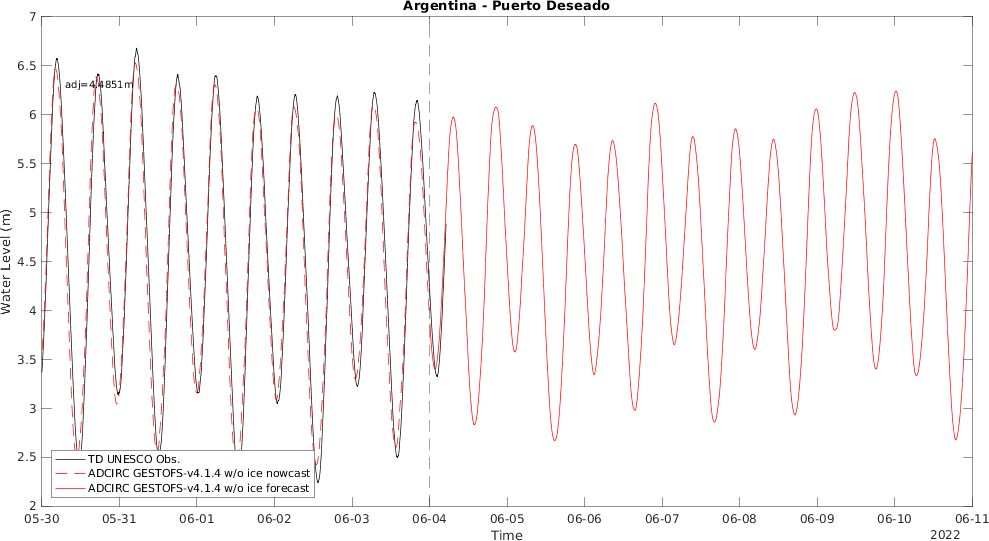 Argentina - Puerto Deseado
Water Level (m)
7
6.5
6
5.5
5
4.5
4
3.5
3
2.5
2
adj=4.4851m
TD UNESCO Obs.
ADCIRC GESTOFS-v4.1.4 w/o ice nowcast
ADCIRC GESTOFS-v4.1.4 w/o ice forecast
05-30 05-31 06-01 06-02 06-03 06-04 06-05 06-06 06-07 06-08 06-09 06-10 06-11
Time
2022